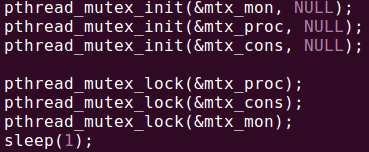 pthread_mutex_init(&mtx_mon, NULL);
pthread_mutex_init(&mtx_proc, NULL);
pthread_mutex_init(&mtx_cons, NULL);
pthread_mutex_lock(&mtx_proc);
pthread_mutex_lock(&mtx_cons);
pthread_mutex_lock(&mtx_mon);
sleep(1);